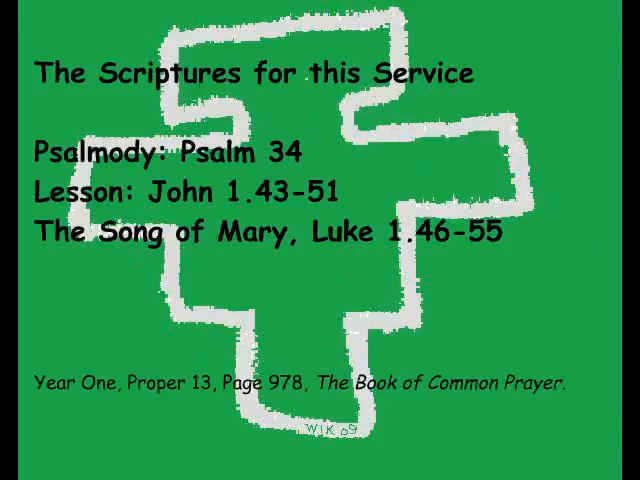 The Scriptures for this Service
Psalmody: Psalm 34
Lesson: John 1.43-51
The Song of Mary, Luke 1.46-55
Year One, Proper 13, Page 978, The Book of Common Prayer.
WIK 09